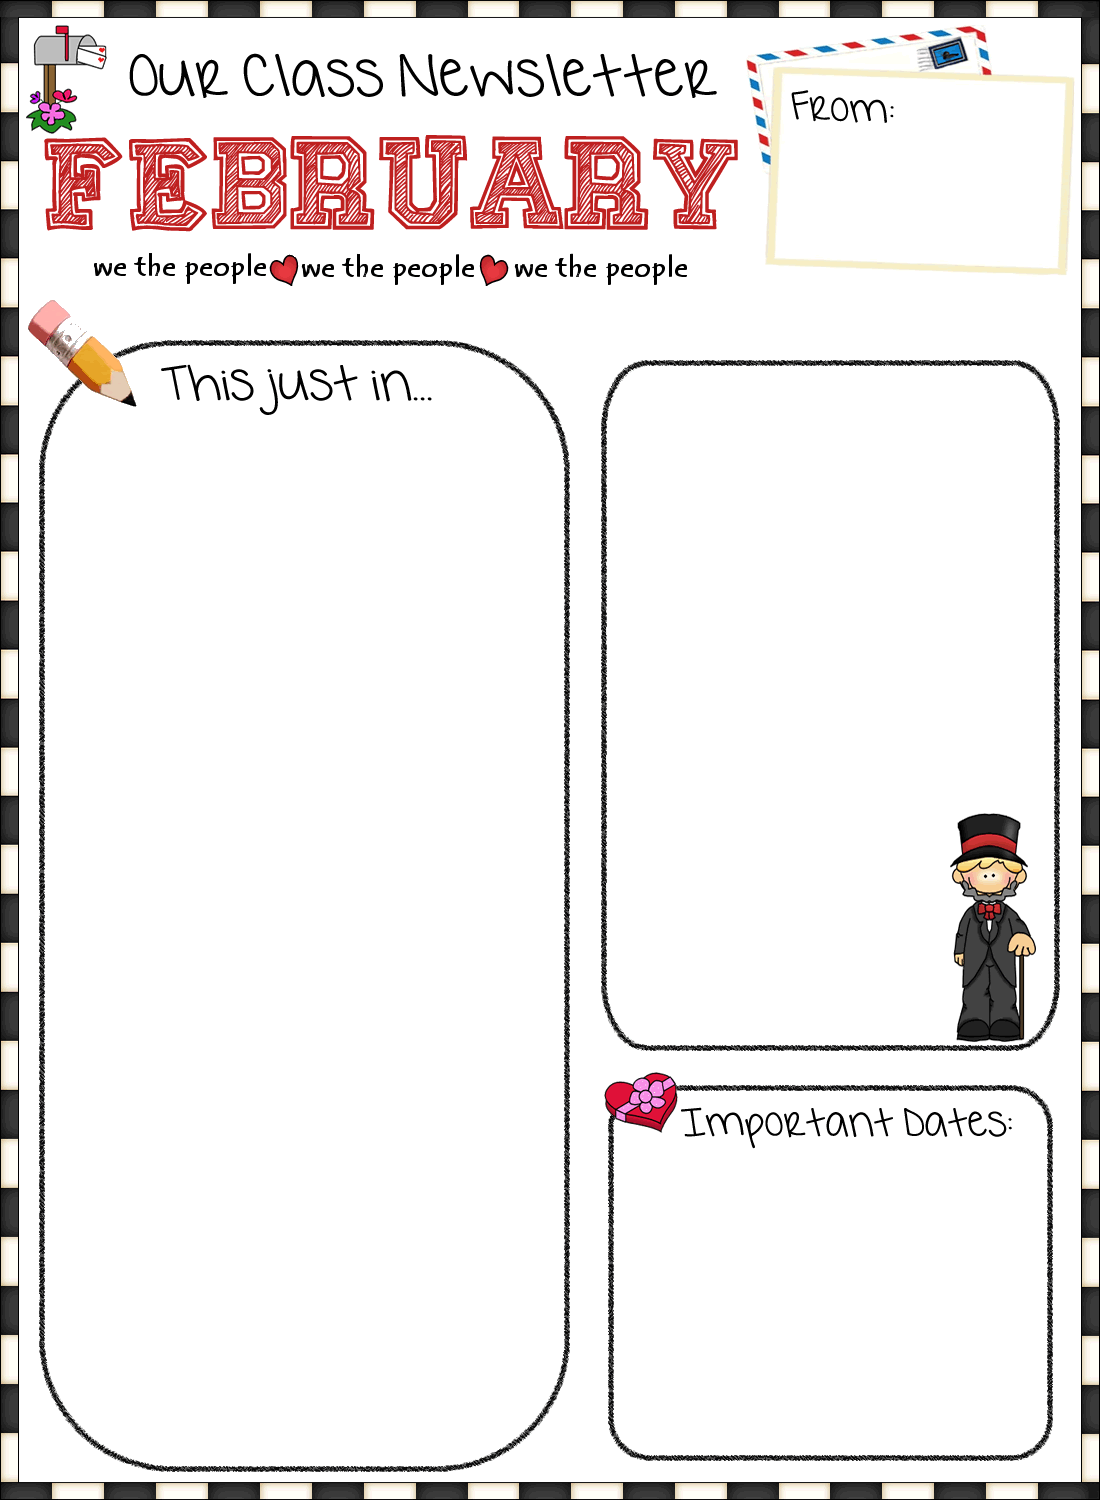 Our Class Newsletter
From:
FEBRUARY
we the people we the people we the people
This just in...
Important Dates: